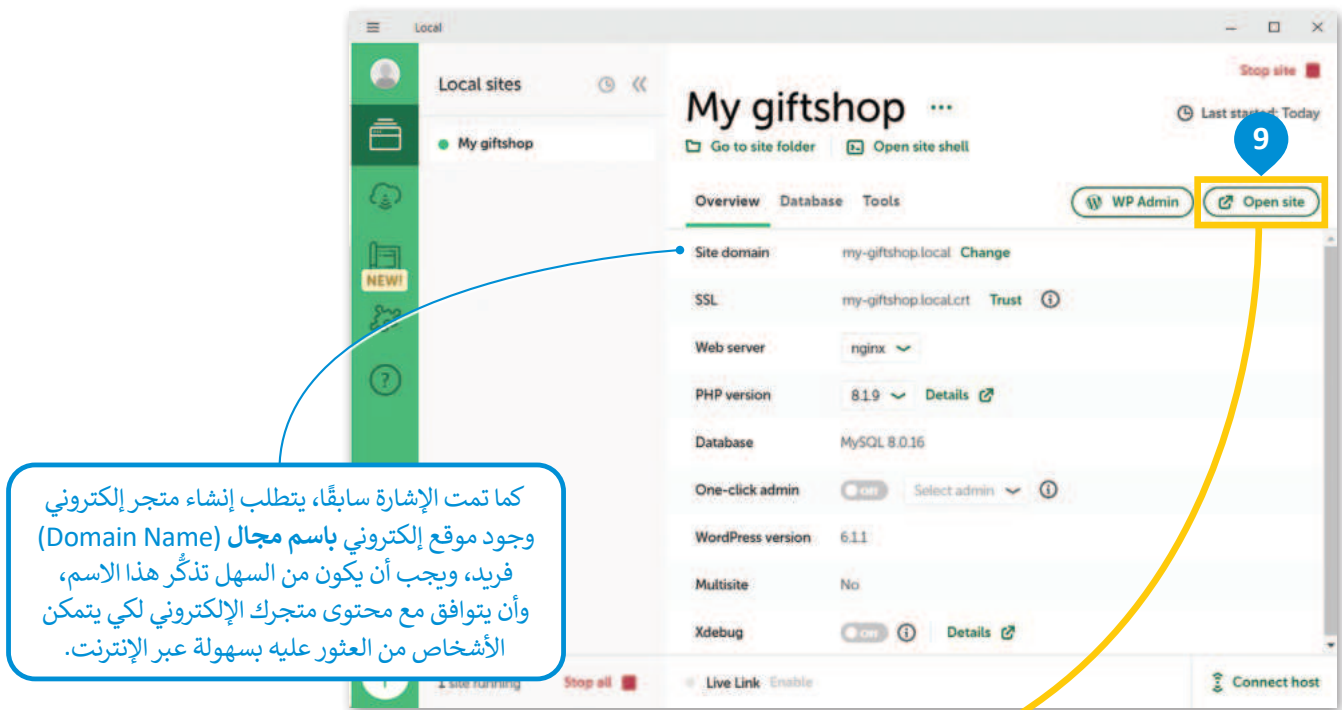 Local
Local sites
My giftshop
Stop site
My giftshop ...
Last started: Today
9
Go to site folder
Open site shell
Overview Database Tools
WP Admin
Open site
Site domain my-giftshop.local Change
NEW!
SSL my-giftshop.local.crt Trust
Web server nginx
PHP version 8.1.9 Details
Database MySQL 8.0.16
One-click admin Off Select admin
WordPress version 6.1.1
Multisite No
Xdebug Off Details
كما تمت الإشارة سابقًا، يتطلب إنشاء متجر إلكتروني
وجود موقع إلكتروني باسم مجال (Domain Name)
فريد، ويجب أن يكون من السهل تذكُّر هذا الاسم،
وأن يتوافق مع محتوى متجرك الإلكتروني لكي يتمكن
الأشخاص من العثور عليه بسهولة عبر الإنترنت.
1 site running Stop all
Live Link Enable
Connect host